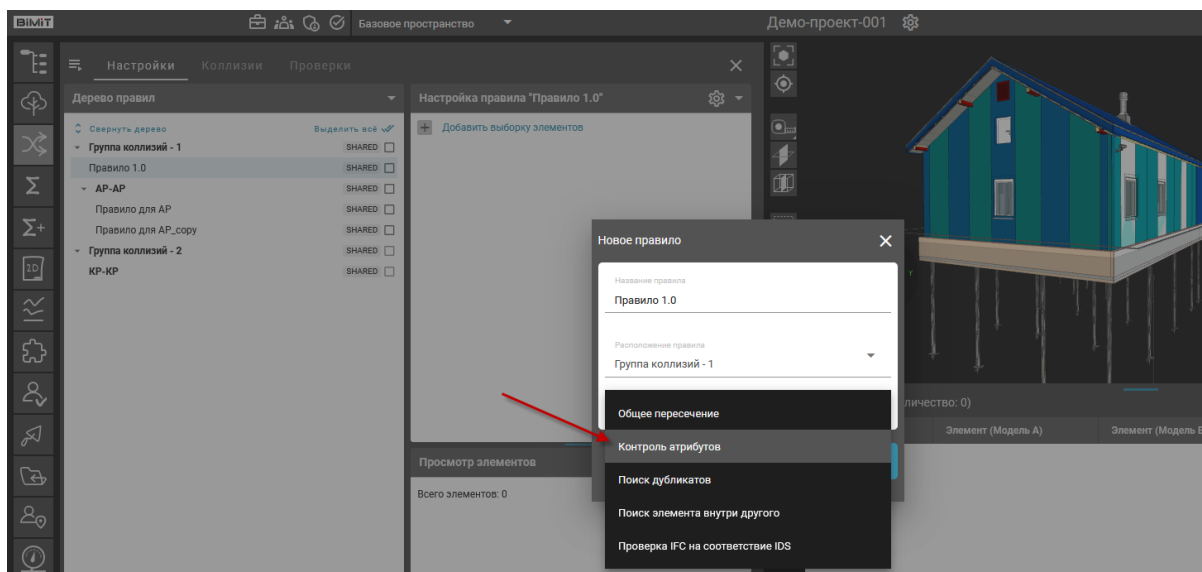 BIMIT
Базовое пространство
Демо-проект-001
Настройки Коллизии Проверки
Дерево правил
Свернуть дерево Выделить всё
Группа коллизий - 1 SHARED
Правило 1.0 SHARED
АР-АР SHARED
Правило для АР SHARED
Правило для АР_copy SHARED
Группа коллизий - 2 SHARED
КР-КР SHARED
Настройка правила "Правило 1.0"
Добавить выборку элементов
Просмотр элементов
Всего элементов: 0
Новое правило
Название правила
Правило 1.0
Расположение правила
Группа коллизий - 1
Общее пересечение
Контроль атрибутов
Поиск дубликатов
Поиск элемента внутри другого
Проверка IFC на соответствие IDS
2D
Y
личество: 0)
Элемент (Модель A) Элемент (Модель